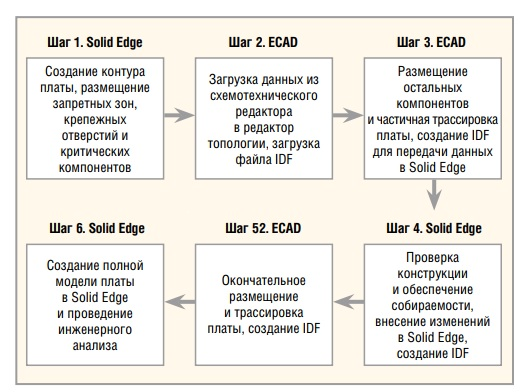 Шаг 1. Solid Edge
Создание контура
платы, размещение
запретных зон,
крепежных
отверстий и
критических
компонентов
Шаг 2. ECAD
Загрузка данных из
схемотехнического
редактора
в редактор
топологии, загрузка
файла IDF
Шаг 3. ECAD
Размещение
остальных
компонентов
и частичная трассировка
платы, создание IDF
для передачи данных
в Solid Edge
Шаг 4. Solid Edge
Проверка
конструкции
и обеспечение
собираемости,
внесение изменений
в Solid Edge,
создание IDF
Шаг 52. ECAD
Окончательное
размещение
и трассировка
платы, создание IDF
Шаг 6. Solid Edge
Создание полной
модели платы
в Solid Edge
и проведение
инженерного
анализа